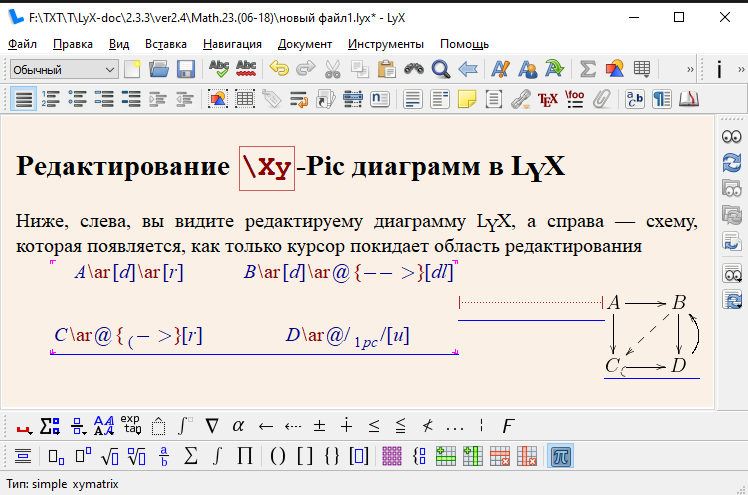 F:\TXT\T\LyX-doc\2.3.3\ver2.4\Math.23.(06-18)\новый файл1.lyx* - LyX
Файл Правка Вид Вставка Навигация Документ Инструменты Помощь
Обычный
Редактирование \Xy-Pic диаграмм в LyX
Ниже, слева, вы видите редактируему диаграмму LyX, а справа — схему,
которая появляется, как только курсор покидает область редактирования
A\ar[d]\ar[r] B\ar[d]\ar@{-->}[dl]
A B
C\ar@{(->}[r] D\ar@/_1pc/[u]
C D
Тип: simple xymatrix